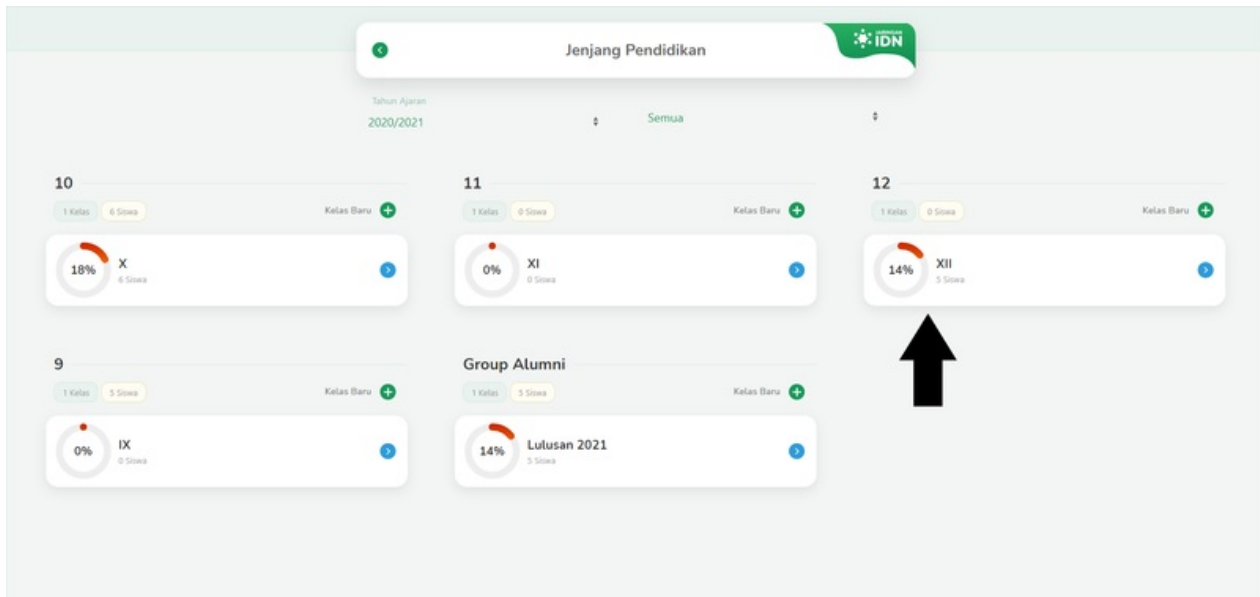 Jenjang Pendidikan
JARINGAN
IDN
Tahun Ajaran
2020/2021
Semua
10
1 Kelas
6 Siswa
Kelas Baru
18%
X
6 Siswa
11
1 Kelas
0 Siswa
Kelas Baru
0%
XI
0 Siswa
12
1 Kelas
0 Siswa
Kelas Baru
14%
XII
5 Siswa
9
1 Kelas
5 Siswa
Kelas Baru
0%
IX
0 Siswa
Group Alumni
1 Kelas
5 Siswa
Kelas Baru
14%
Lulusan 2021
5 Siswa